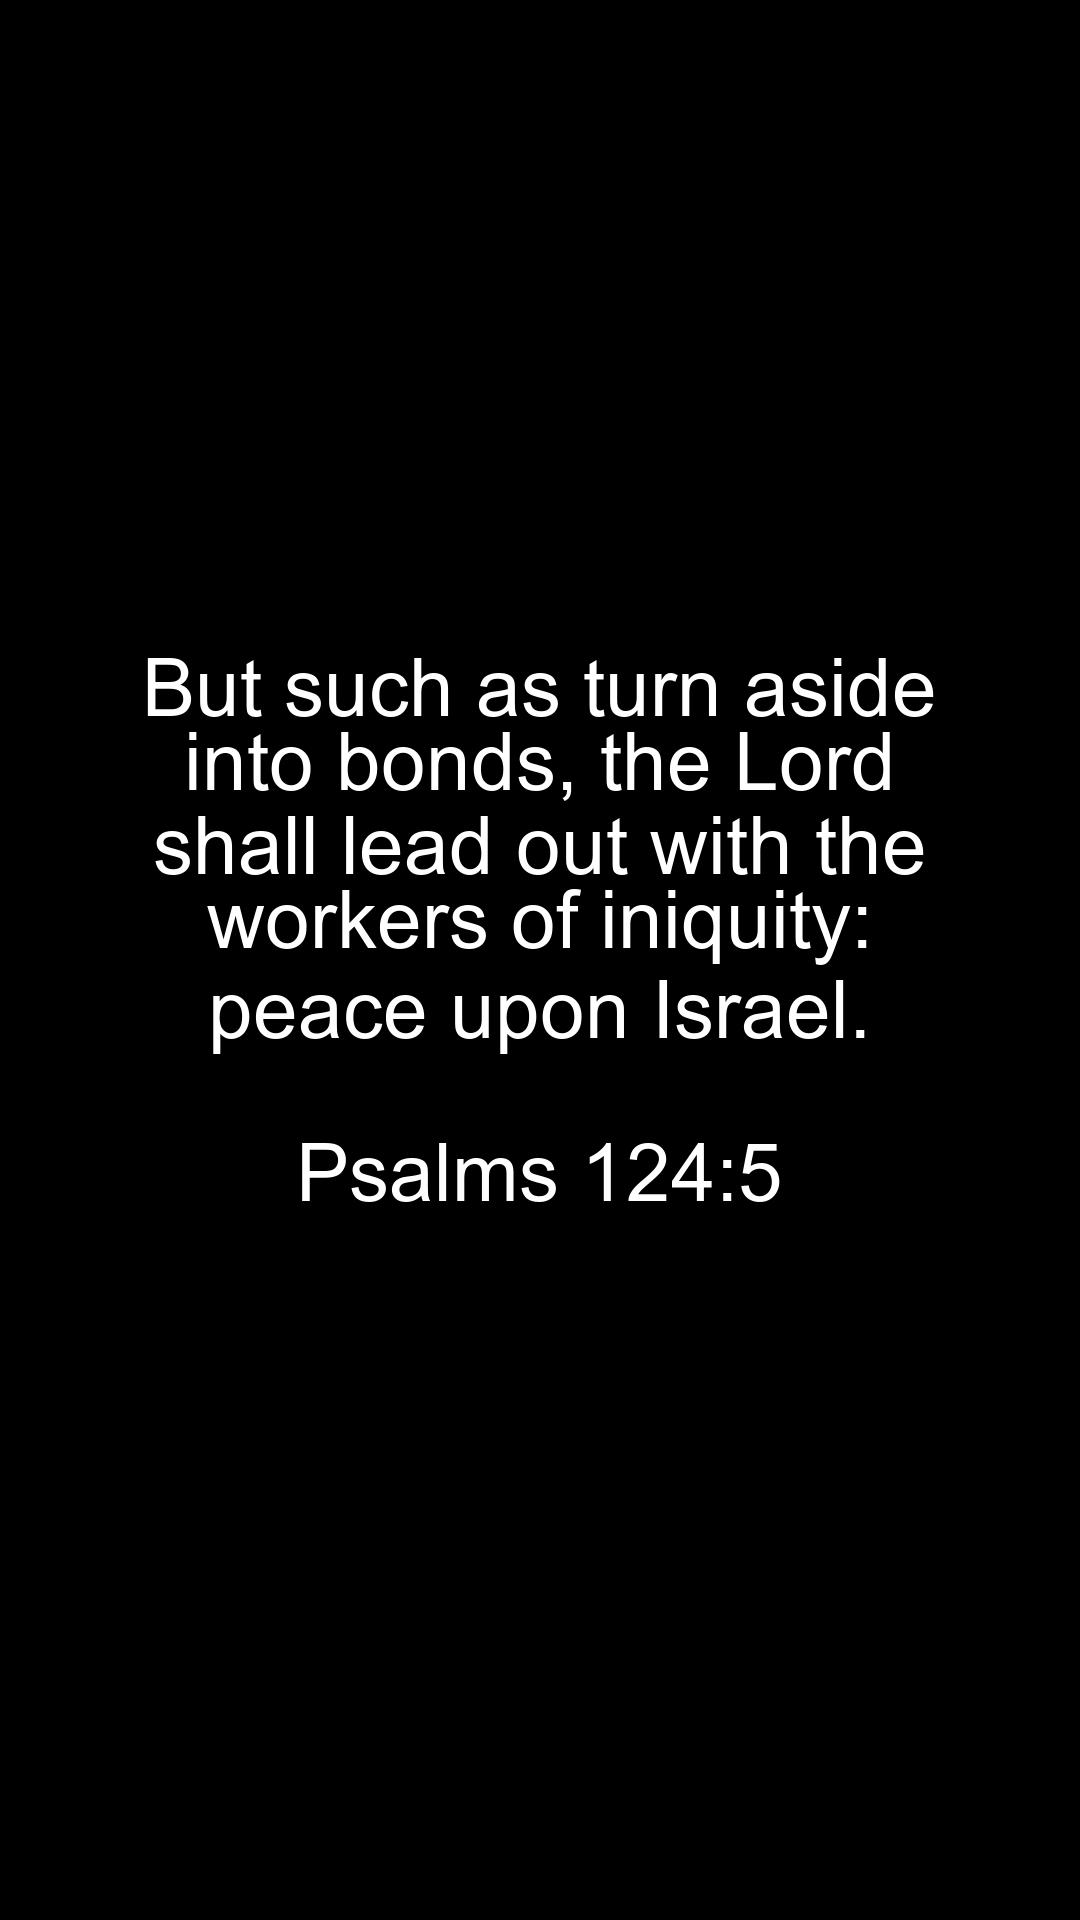 But such as turn aside
into bonds, the Lord
shall lead out with the
workers of iniquity:
peace upon Israel.
Psalms 124:5